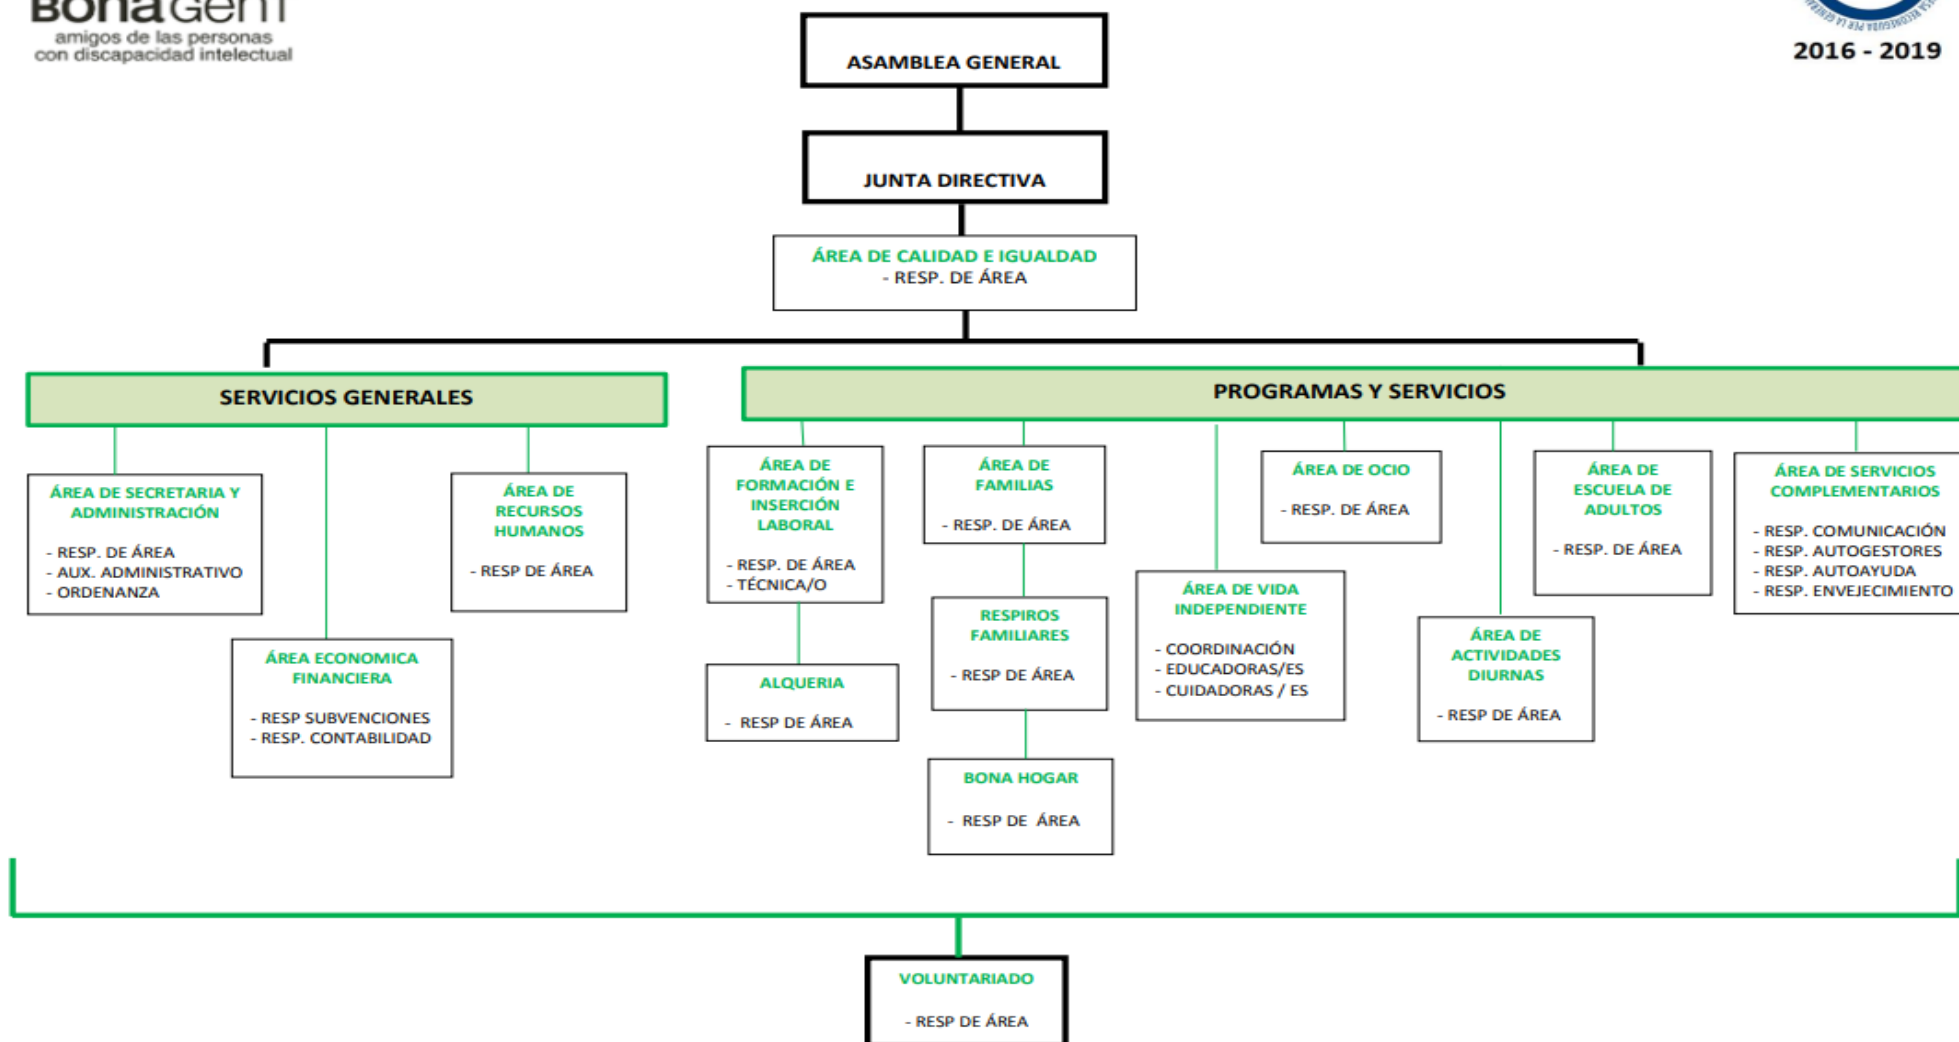 BonaGent
amigos de las personas
con discapacidad intelectual
2016 - 2019
ASAMBLEA GENERAL
JUNTA DIRECTIVA
ÁREA DE CALIDAD E IGUALDAD
- RESP. DE ÁREA
SERVICIOS GENERALES
PROGRAMAS Y SERVICIOS
ÁREA DE SECRETARIA Y
ADMINISTRACIÓN
- RESP. DE ÁREA
- AUX. ADMINISTRATIVO
- ORDENANZA
ÁREA ECONOMICA
FINANCIERA
- RESP SUBVENCIONES
- RESP. CONTABILIDAD
ÁREA DE
RECURSOS
HUMANOS
- RESP DE ÁREA
ÁREA DE
FORMACIÓN E
INSERCIÓN
LABORAL
- RESP. DE ÁREA
- TÉCNICA/O
ALQUERIA
- RESP DE ÁREA
ÁREA DE
FAMILIAS
- RESP. DE ÁREA
RESPIROS
FAMILIARES
- RESP DE ÁREA
BONA HOGAR
- RESP DE ÁREA
ÁREA DE VIDA
INDEPENDIENTE
- COORDINACIÓN
- EDUCADORAS/ES
- CUIDADORAS / ES
ÁREA DE OCIO
- RESP. DE ÁREA
ÁREA DE
ACTIVIDADES
DIURNAS
- RESP DE ÁREA
ÁREA DE
ESCUELA DE
ADULTOS
- RESP. DE ÁREA
ÁREA DE SERVICIOS
COMPLEMENTARIOS
- RESP. COMUNICACIÓN
- RESP. AUTOGESTORES
- RESP. AUTOAYUDA
- RESP. ENVEJECIMIENTO
VOLUNTARIADO
- RESP DE ÁREA